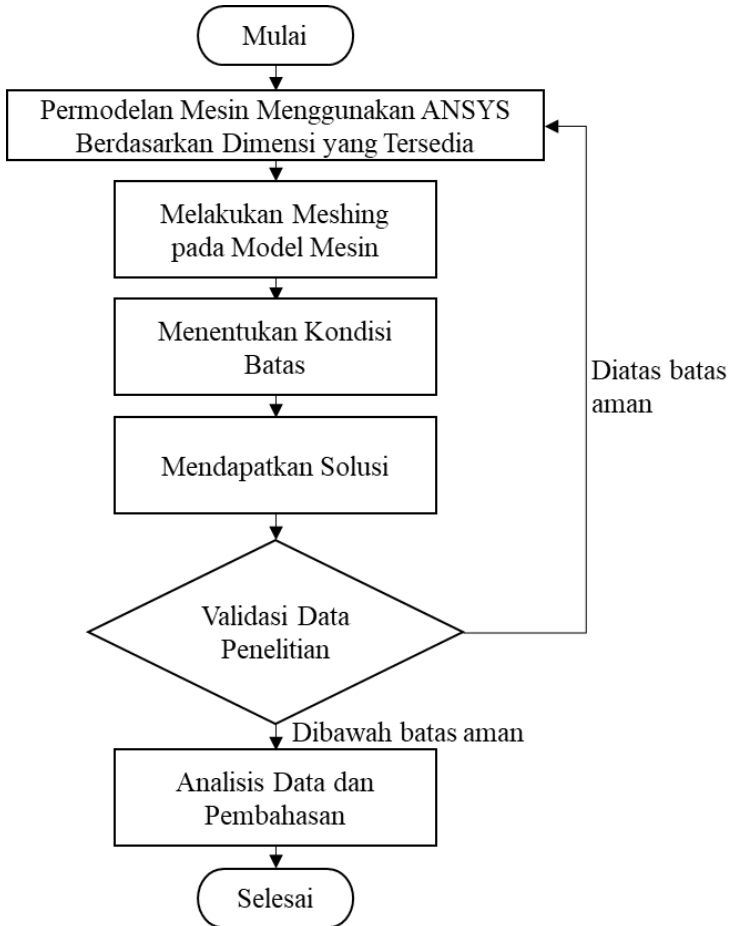 Mulai
Permodelan Mesin Menggunakan ANSYS
Berdasarkan Dimensi yang Tersedia
Melakukan Meshing
pada Model Mesin
Menentukan Kondisi
Batas
Diatas batas
aman
Mendapatkan Solusi
Validasi Data
Penelitian
Dibawah batas aman
Analisis Data dan
Pembahasan
Selesai